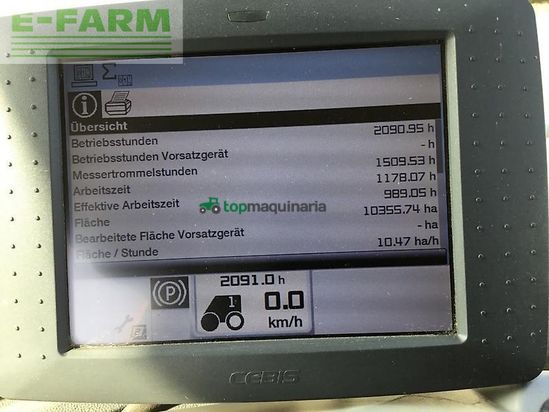 E-FARM
Übersicht
Betriebsstunden 2090.95 h
Betriebsstunden Vorsatzgerät - h
Messertrommelstunden 1509.53 h
Arbeitszeit 1178.07 h
Effektive Arbeitszeit 989.05 h
Fläche 10355.74 ha
Bearbeitete Fläche Vorsatzgerät - ha
Fläche / Stunde 10.47 ha/h
topmaquinaria
2091.0 h
1
0.0
km/h
CEBIS